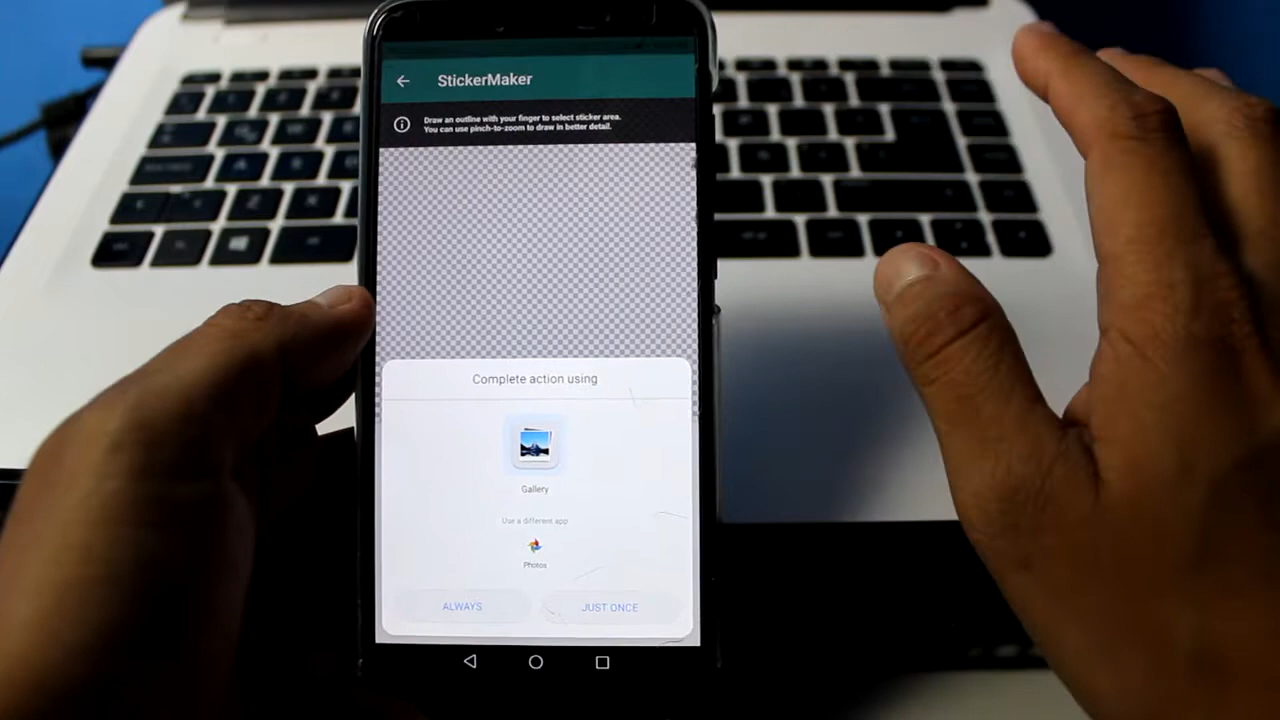 StickerMaker
Draw an outline with your finger to select sticker area.
You can use pinch-to-zoom to draw in better detail.
Complete action using
Gallery
Use a different app
Photos
ALWAYS
JUST ONCE